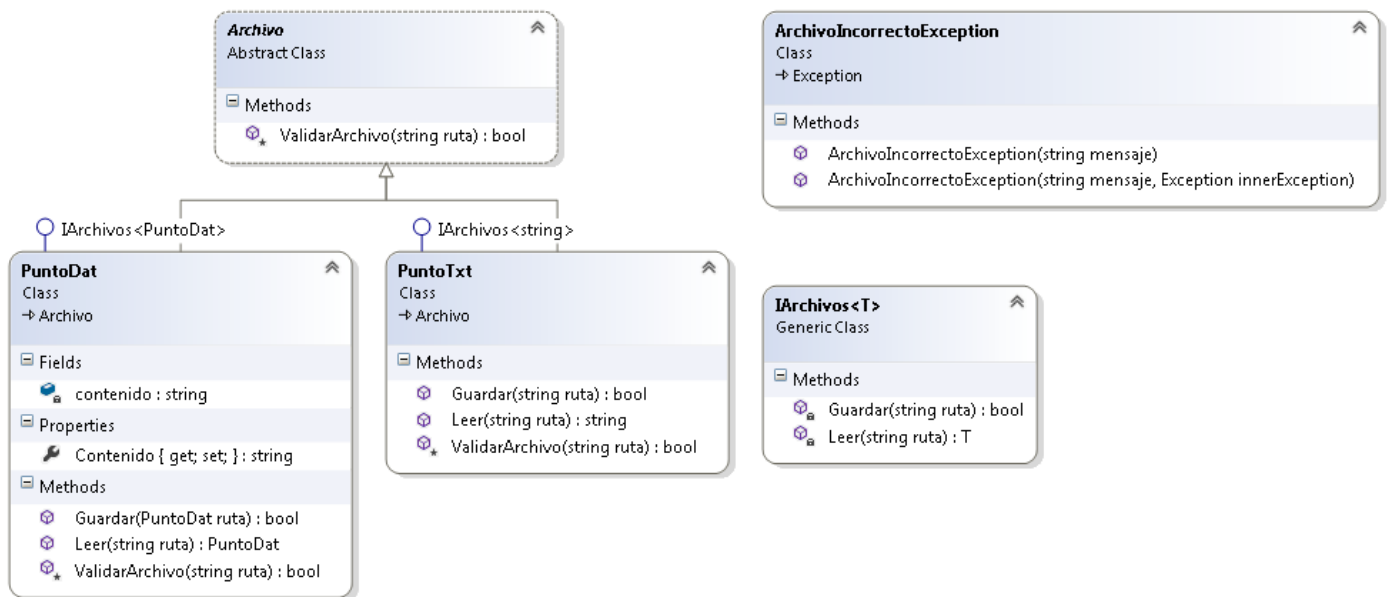 Archivo
Abstract Class
Methods
ValidarArchivo(string ruta) : bool
ArchivoIncorrectoException
Class
Exception
Methods
ArchivoIncorrectoException(string mensaje)
ArchivoIncorrectoException(string mensaje, Exception innerException)
IArchivos<PuntoDat>
PuntoDat
Class
Archivo
Fields
contenido : string
Properties
Contenido { get; set; } : string
Methods
Guardar(PuntoDat ruta) : bool
Leer(string ruta) : PuntoDat
ValidarArchivo(string ruta) : bool
IArchivos<string>
PuntoTxt
Class
Archivo
Methods
Guardar(string ruta) : bool
Leer(string ruta) : string
ValidarArchivo(string ruta) : bool
IArchivos<T>
Generic Class
Methods
Guardar(string ruta) : bool
Leer(string ruta) : T